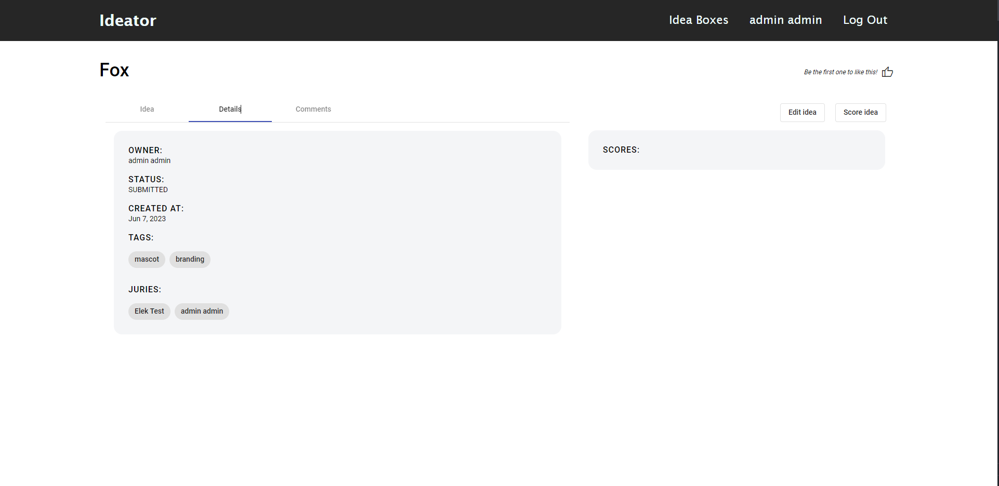 Ideator
Idea Boxes
admin admin
Log Out
Fox
Be the first one to like this!
Idea
Details
Comments
Edit idea
Score idea
OWNER:
admin admin
STATUS:
SUBMITTED
CREATED AT:
Jun 7, 2023
TAGS:
mascot
branding
JURIES:
Elek Test
admin admin
SCORES: